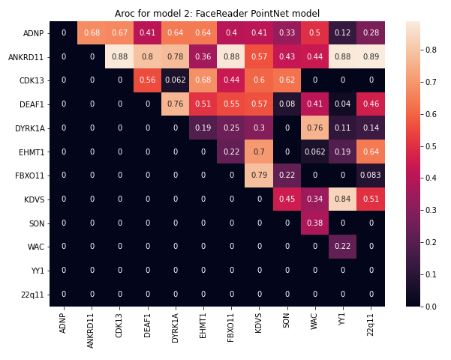 Aroc for model 2: FaceReader PointNet model
ADNP 0 0.68 0.67 0.41 0.64 0.64 0.4 0.41 0.33 0.5 0.12 0.28
ANKRD11 0 0 0.88 0.8 0.78 0.36 0.88 0.57 0.43 0.44 0.88 0.89
CDK13 0 0 0 0.56 0.062 0.68 0.44 0.6 0.62 0 0 0
DEAF1 0 0 0 0 0.76 0.51 0.55 0.57 0.08 0.41 0.04 0.46
DYRK1A 0 0 0 0 0 0.19 0.25 0.3 0 0.76 0.11 0.14
EHMT1 0 0 0 0 0 0 0.22 0.7 0 0.062 0.19 0.64
FBXO11 0 0 0 0 0 0 0 0.79 0.22 0 0 0.083
KDVS 0 0 0 0 0 0 0 0 0.45 0.34 0.84 0.51
SON 0 0 0 0 0 0 0 0 0 0.38 0 0
WAC 0 0 0 0 0 0 0 0 0 0 0.22 0
YY1 0 0 0 0 0 0 0 0 0 0 0 0
22q11 0 0 0 0 0 0 0 0 0 0 0 0
ADNP ANKRD11 CDK13 DEAF1 DYRK1A EHMT1 FBXO11 KDVS SON WAC YY1 22q11
0.8
0.7
0.6
0.5
0.4
0.3
0.2
0.1
0.0